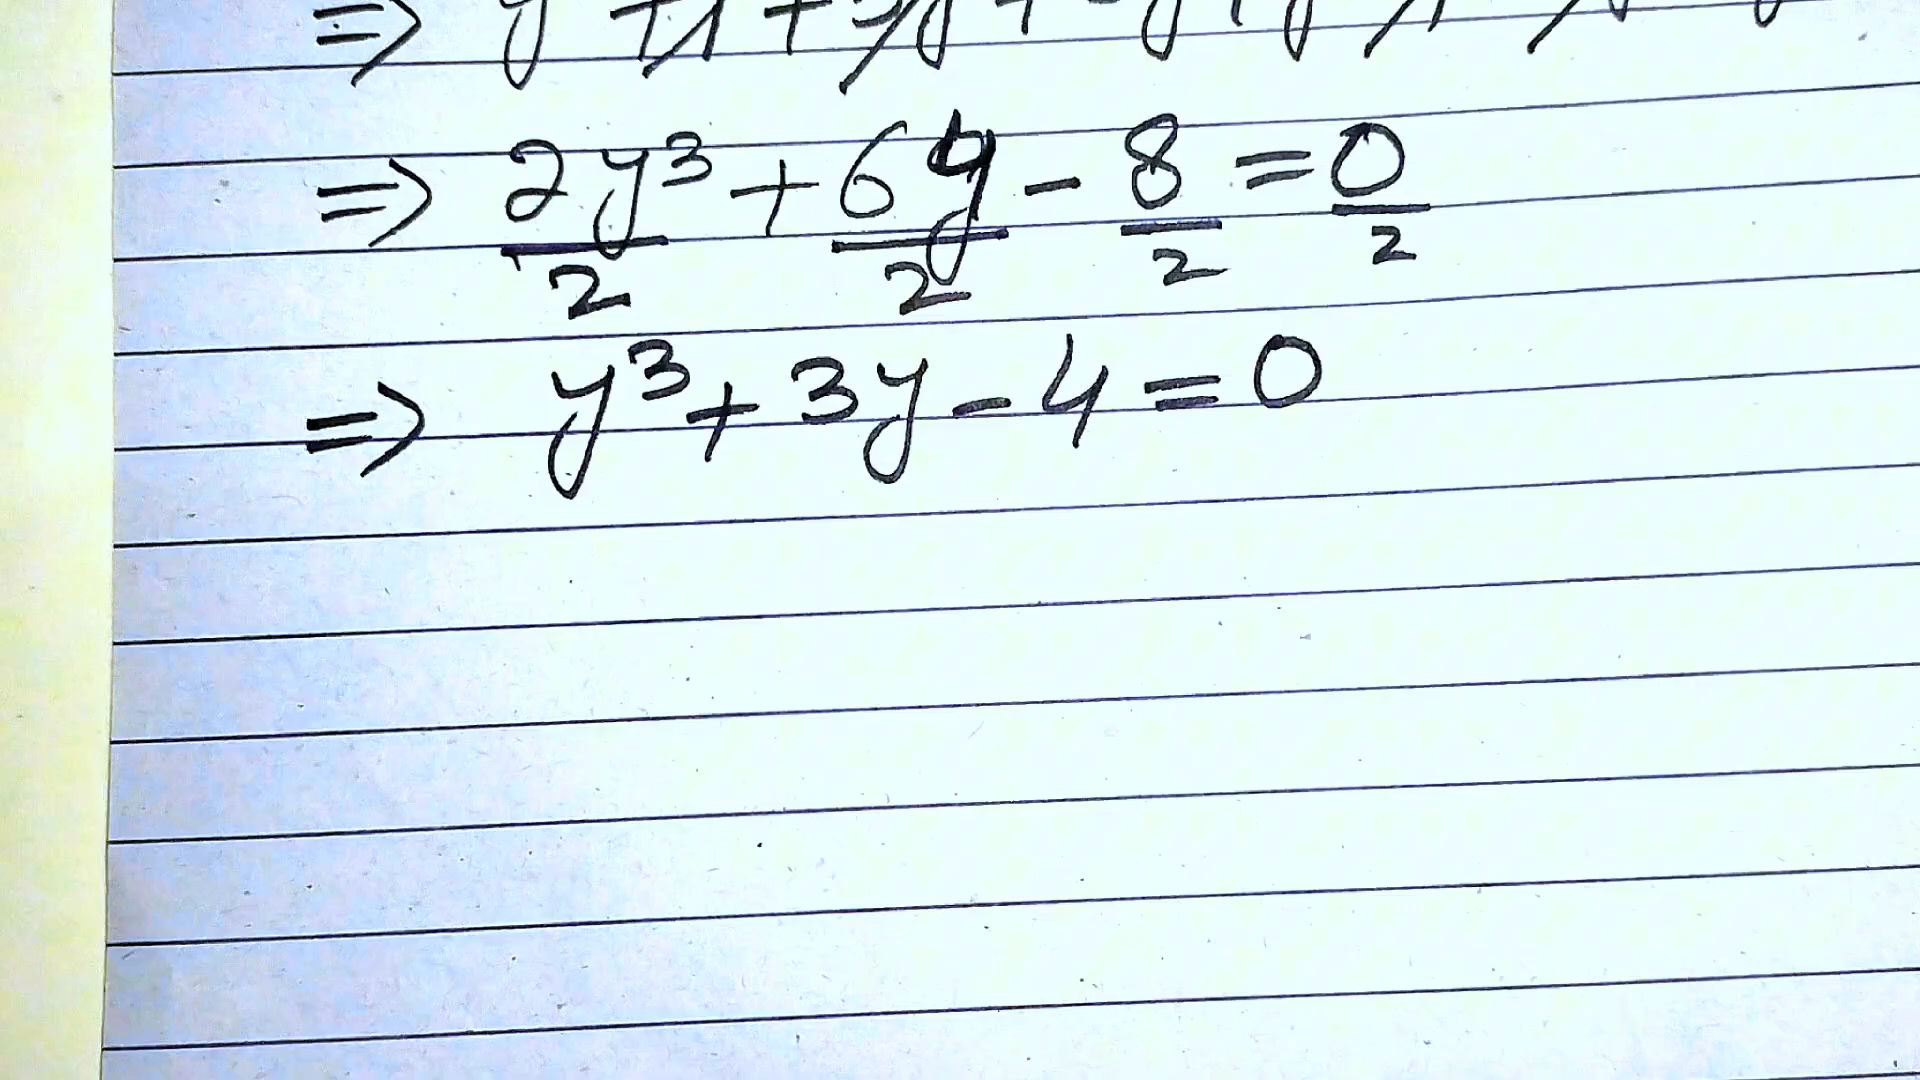 ⇒ 2y³/2 + 6y/2 - 8/2 = 0/2
⇒ y³ + 3y - 4 = 0